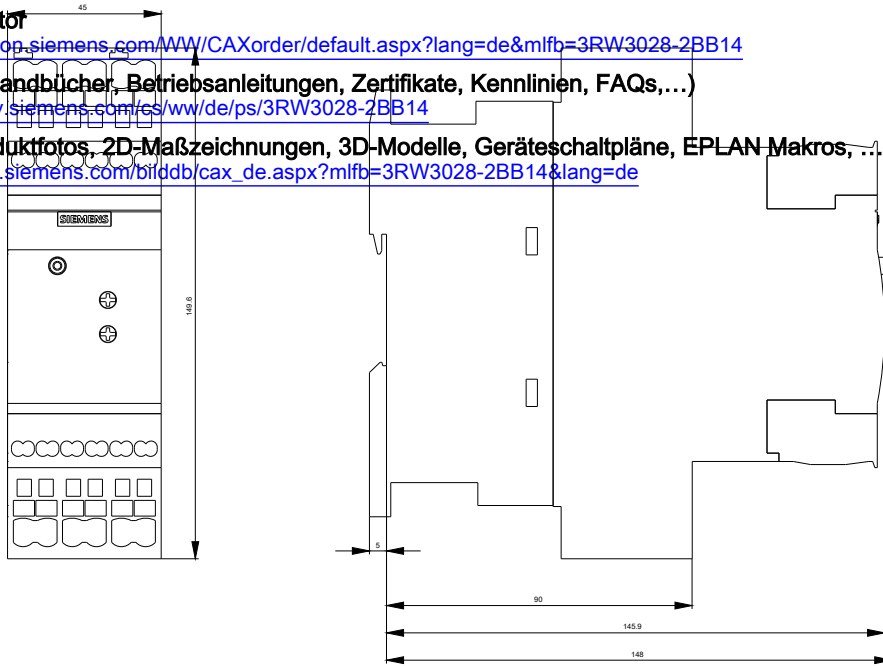 45
tor
on.siemens.com/WW/CAXorder/default.aspx?lang=de&mlfb=3RW3028-2BB14
andbücher, Betriebsanleitungen, Zertifikate, Kennlinien, FAQs,...)
.siemens.com/cs/ww/de/ps/3RW3028-2BB14
duktfotos, 2D-Maßzeichnungen, 3D-Modelle, Geräteschaltpläne, EPLAN Makros, ...
.siemens.com/bilddb/cax_de.aspx?mlfb=3RW3028-2BB14&lang=de
SIEMENS
149.6
5
90
145.9
148